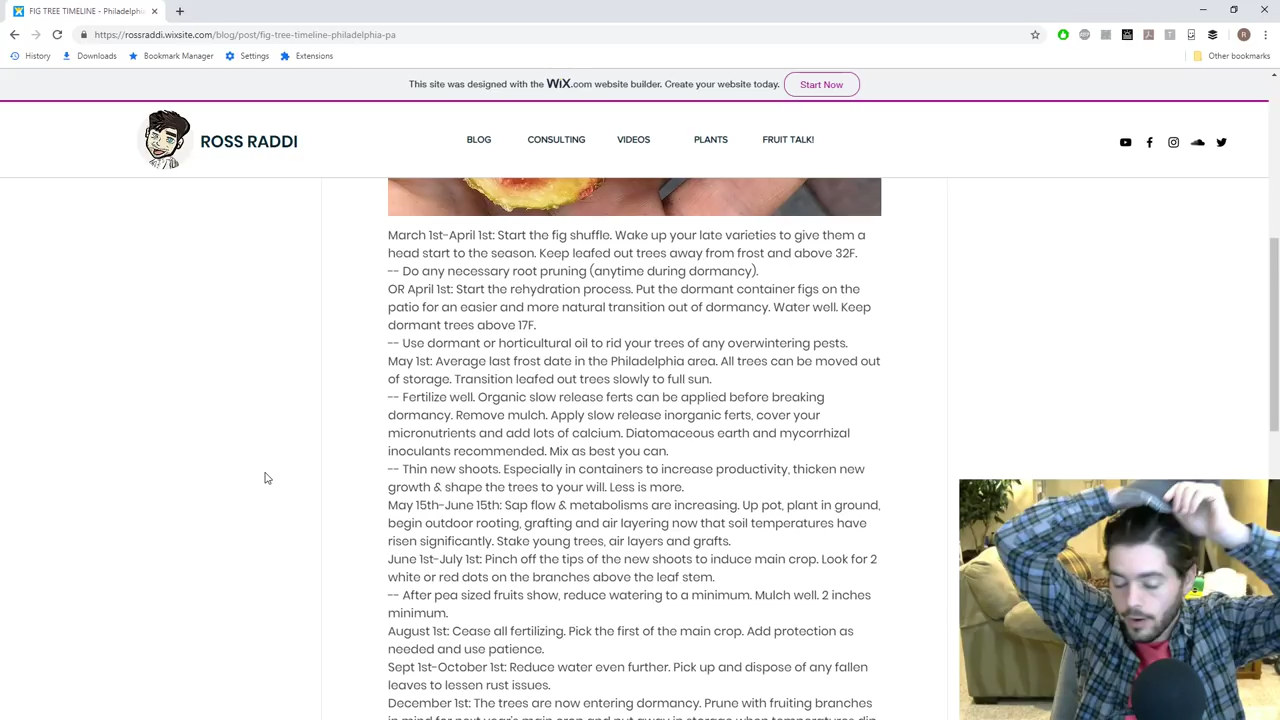 FIG TREE TIMELINE - Philadelphi
https://rossraddi.wixsite.com/blog/post/fig-tree-timeline-philadelphia-pa
History Downloads Bookmark Manager Settings Extensions Other bookmarks
This site was designed with the WiX.com website builder. Create your website today. Start Now
ROSS RADDI BLOG CONSULTING VIDEOS PLANTS FRUIT TALK!
March 1st-April 1st: Start the fig shuffle. Wake up your late varieties to give them a
head start to the season. Keep leafed out trees away from frost and above 32F.
-- Do any necessary root pruning (anytime during dormancy).
OR April 1st: Start the rehydration process. Put the dormant container figs on the
patio for an easier and more natural transition out of dormancy. Water well. Keep
dormant trees above 17F.
-- Use dormant or horticultural oil to rid your trees of any overwintering pests.
May 1st: Average last frost date in the Philadelphia area. All trees can be moved out
of storage. Transition leafed out trees slowly to full sun.
-- Fertilize well. Organic slow release ferts can be applied before breaking
dormancy. Remove mulch. Apply slow release inorganic ferts, cover your
micronutrients and add lots of calcium. Diatomaceous earth and mycorrhizal
inoculants recommended. Mix as best you can.
-- Thin new shoots. Especially in containers to increase productivity, thicken new
growth & shape the trees to your will. Less is more.
May 15th-June 15th: Sap flow & metabolisms are increasing. Up pot, plant in ground,
begin outdoor rooting, grafting and air layering now that soil temperatures have
risen significantly. Stake young trees, air layers and grafts.
June 1st-July 1st: Pinch off the tips of the new shoots to induce main crop. Look for 2
white or red dots on the branches above the leaf stem.
-- After pea sized fruits show, reduce watering to a minimum. Mulch well. 2 inches
minimum.
August 1st: Cease all fertilizing. Pick the first of the main crop. Add protection as
needed and use patience.
Sept 1st-October 1st: Reduce water even further. Pick up and dispose of any fallen
leaves to lessen rust issues.
December 1st: The trees are now entering dormancy. Prune with fruiting branches
in mind for next year's main crop and put away in storage when temperatures dip